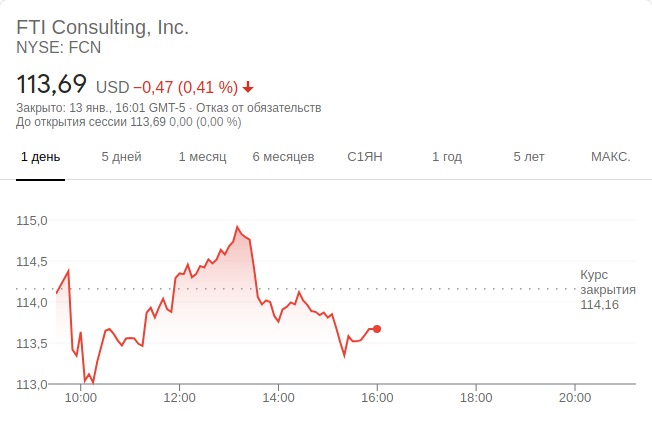 FTI Consulting, Inc.
NYSE: FCN
113,69 USD −0,47 (0,41 %)
Закрыто: 13 янв., 16:01 GMT-5 · Отказ от обязательств
До открытия сессии 113,69 0,00 (0,00 %)
1 день 5 дней 1 месяц 6 месяцев С1ЯН 1 год 5 лет МАКС.
115,0
114,5
Курс
закрытия
114,16
114,0
113,5
113,0
10:00 12:00 14:00 16:00 18:00 20:00